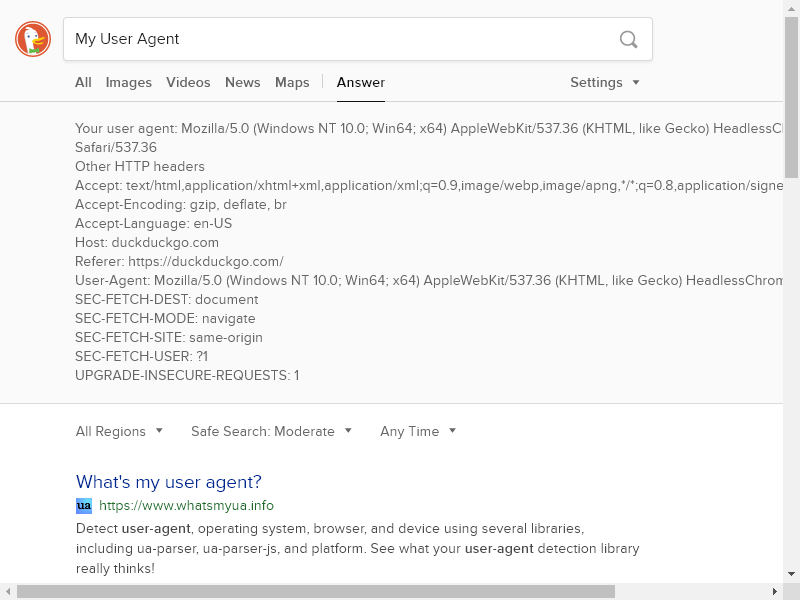 My User Agent
All Images Videos News Maps Answer Settings
Your user agent: Mozilla/5.0 (Windows NT 10.0; Win64; x64) AppleWebKit/537.36 (KHTML, like Gecko)
Safari/537.36
Other HTTP headers
Accept: text/html,application/xhtml+xml,application/xml;q=0.9,image/webp,image/apng,*/*;q=0.8,application/signe
Accept-Encoding: gzip, deflate, br
Accept-Language: en-US
Host: duckduckgo.com
Referer: https://duckduckgo.com/
User-Agent: Mozilla/5.0 (Windows NT 10.0; Win64; x64) AppleWebKit/537.36 (KHTML, like Gecko) HeadlessChrom
SEC-FETCH-DEST: document
SEC-FETCH-MODE: navigate
SEC-FETCH-SITE: same-origin
SEC-FETCH-USER: ?1
UPGRADE-INSECURE-REQUESTS: 1
All Regions Safe Search: Moderate Any Time
What's my user agent?
ua https://www.whatsmyua.info
Detect user-agent, operating system, browser, and device using several libraries,
including ua-parser, ua-parser-js, and platform. See what your user-agent detection library
really thinks!